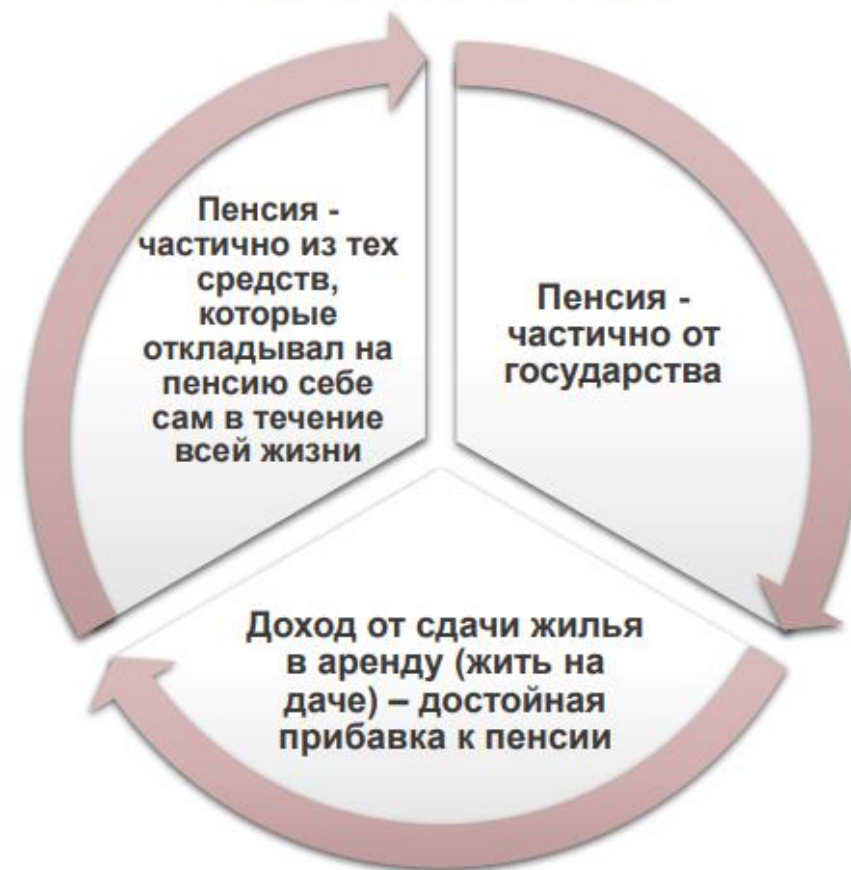 Пенсия -
частично из тех
средств,
которые
откладывал на
пенсию себе
сам в течение
всей жизни
Пенсия -
частично от
государства
Доход от сдачи жилья
в аренду (жить на
даче) – достойная
прибавка к пенсии